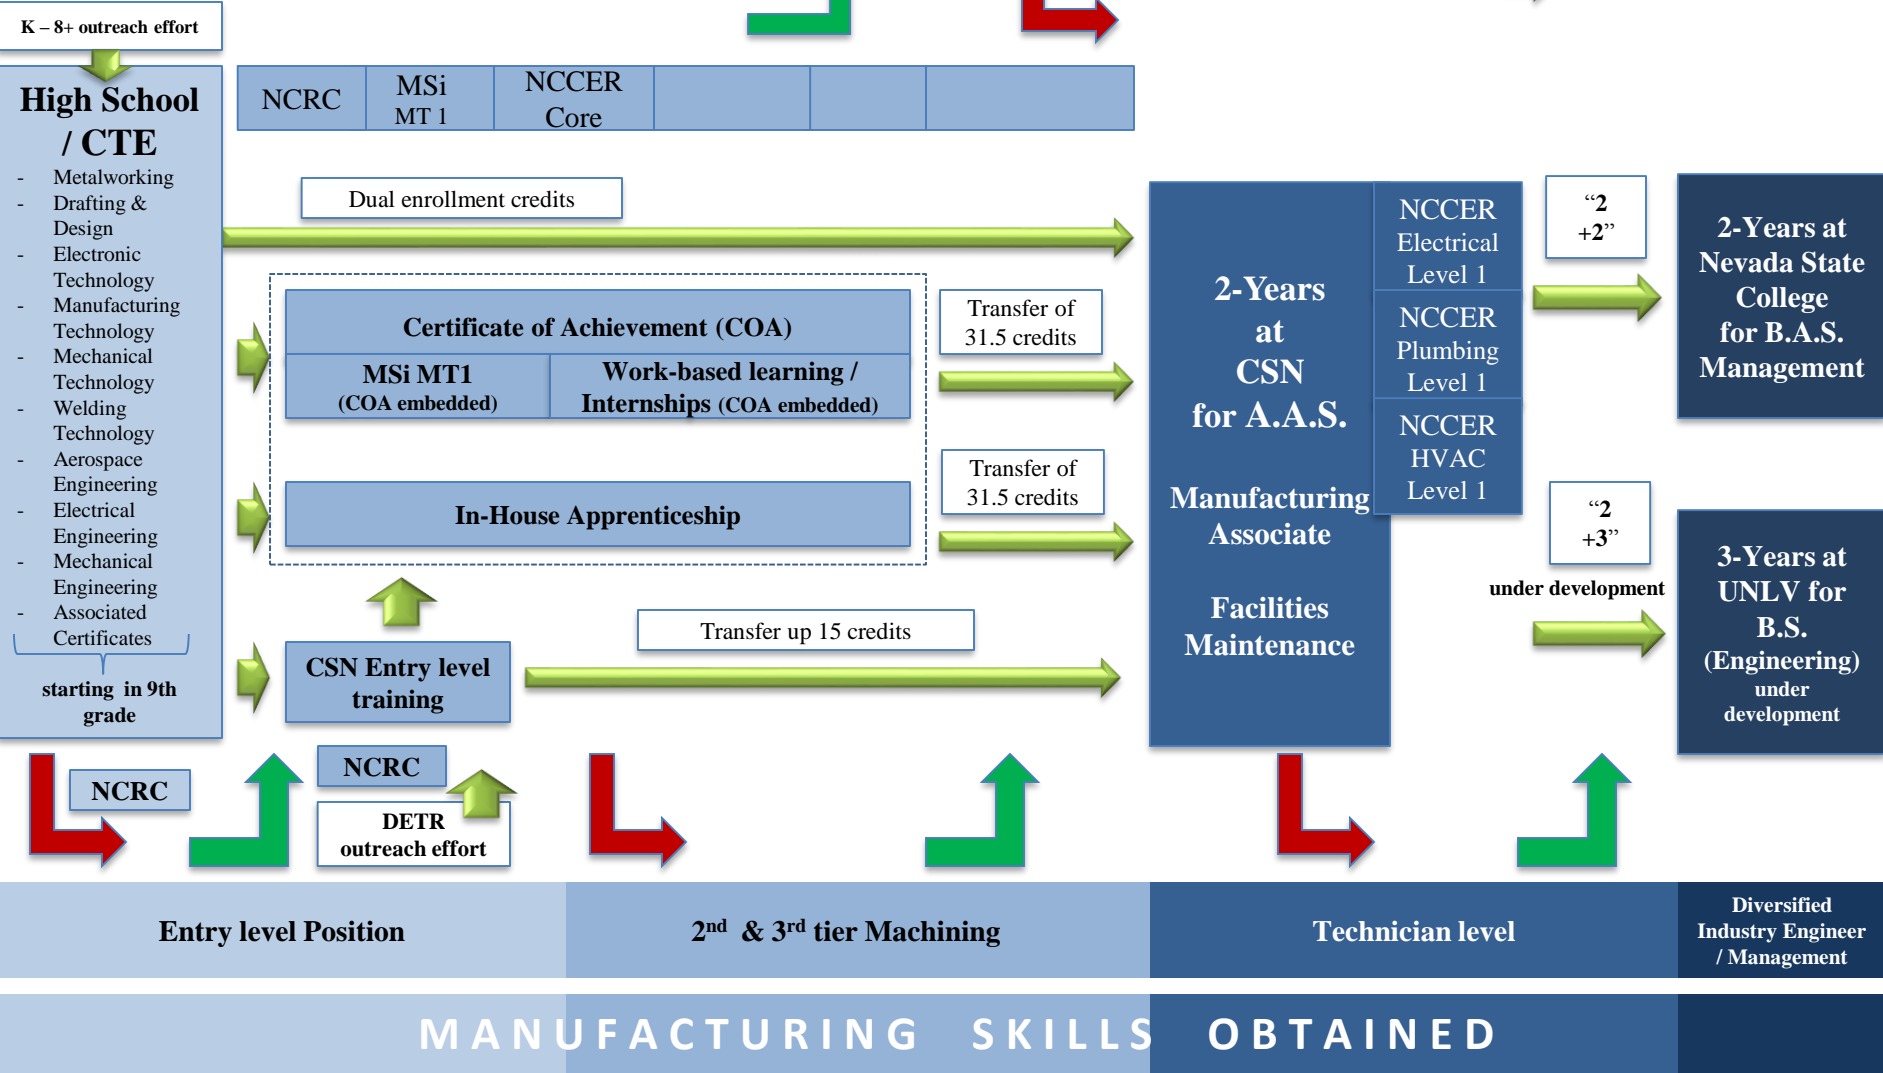 K – 8+ outreach effort
High School
/ CTE
- Metalworking
- Drafting &
Design
- Electronic
Technology
- Manufacturing
Technology
- Mechanical
Technology
- Welding
Technology
- Aerospace
Engineering
- Electrical
Engineering
- Mechanical
Engineering
- Associated
Certificates
starting in 9th
grade
NCRC
MSi
MT 1
NCCER
Core
Dual enrollment credits
Certificate of Achievement (COA)
MSi MT1
(COA embedded)
Work-based learning /
Internships (COA embedded)
Transfer of
31.5 credits
In-House Apprenticeship
Transfer of
31.5 credits
CSN Entry level
training
Transfer up 15 credits
2-Years
at
CSN
for A.A.S.
Manufacturing
Associate
Facilities
Maintenance
NCCER
Electrical
Level 1
NCCER
Plumbing
Level 1
NCCER
HVAC
Level 1
“2
+2”
2-Years at
Nevada State
College
for B.A.S.
Management
“2
+3”
under development
3-Years at
UNLV for
B.S.
(Engineering)
under
development
NCRC
NCRC
DETR
outreach effort
Entry level Position
2nd & 3rd tier Machining
Technician level
Diversified
Industry Engineer
/ Management
MANUFACTURING SKILLS OBTAINED